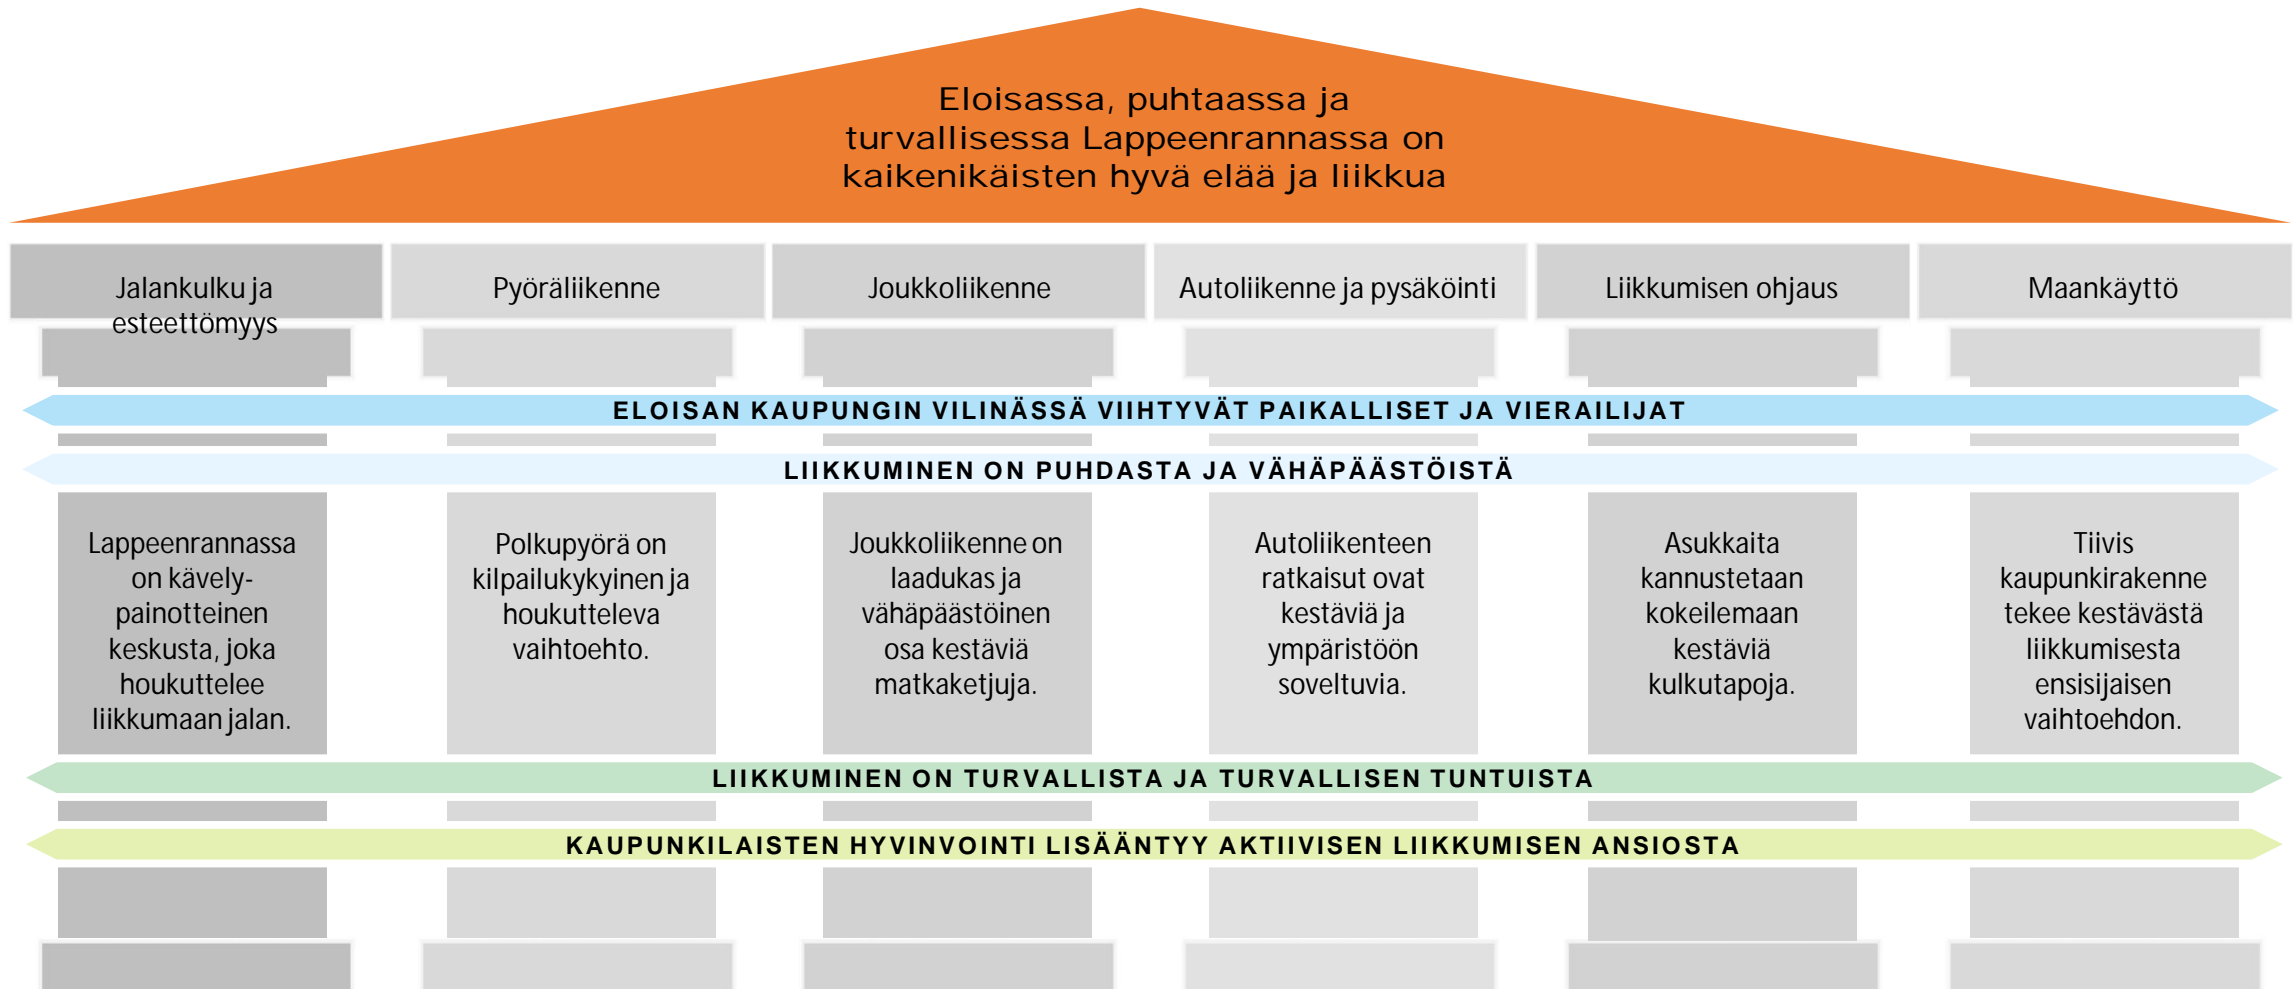 Eloisassa, puhtaassa ja
turvallisessa Lappeenrannassa on
kaikenikäisten hyvä elää ja liikkua
Jalankulku ja
esteettömyys
Pyöräliikenne
Joukkoliikenne
Autoliikenne ja pysäköinti
Liikkumisen ohjaus
Maankäyttö
ELOISAN KAUPUNGIN VILINÄSSÄ VIIHTYVÄT PAIKALLISET JA VIERAILIJAT
LIIKKUMINEN ON PUHDASTA JA VÄHÄPÄÄSTÖISTÄ
Lappeenrannassa
on kävely-
painotteinen
keskusta, joka
houkuttelee
liikkumaan jalan.
Polkupyörä on
kilpailukykyinen ja
houkutteleva
vaihtoehto.
Joukkoliikenne on
laadukas ja
vähäpäästöinen
osa kestäviä
matkaketjuja.
Autoliikenteen
ratkaisut ovat
kestäviä ja
ympäristöön
soveltuvia.
Asukkaita
kannustetaan
kokeilemaan
kestäviä
kulkutapoja.
Tiivis
kaupunkirakenne
tekee kestävästä
liikkumisesta
ensisijaisen
vaihtoehdon.
LIIKKUMINEN ON TURVALLISTA JA TURVALLISEN TUNTUISTA
KAUPUNKILAISTEN HYVINVOINTI LISÄÄNTYY AKTIIVISEN LIIKKUMISEN ANSIOSTA